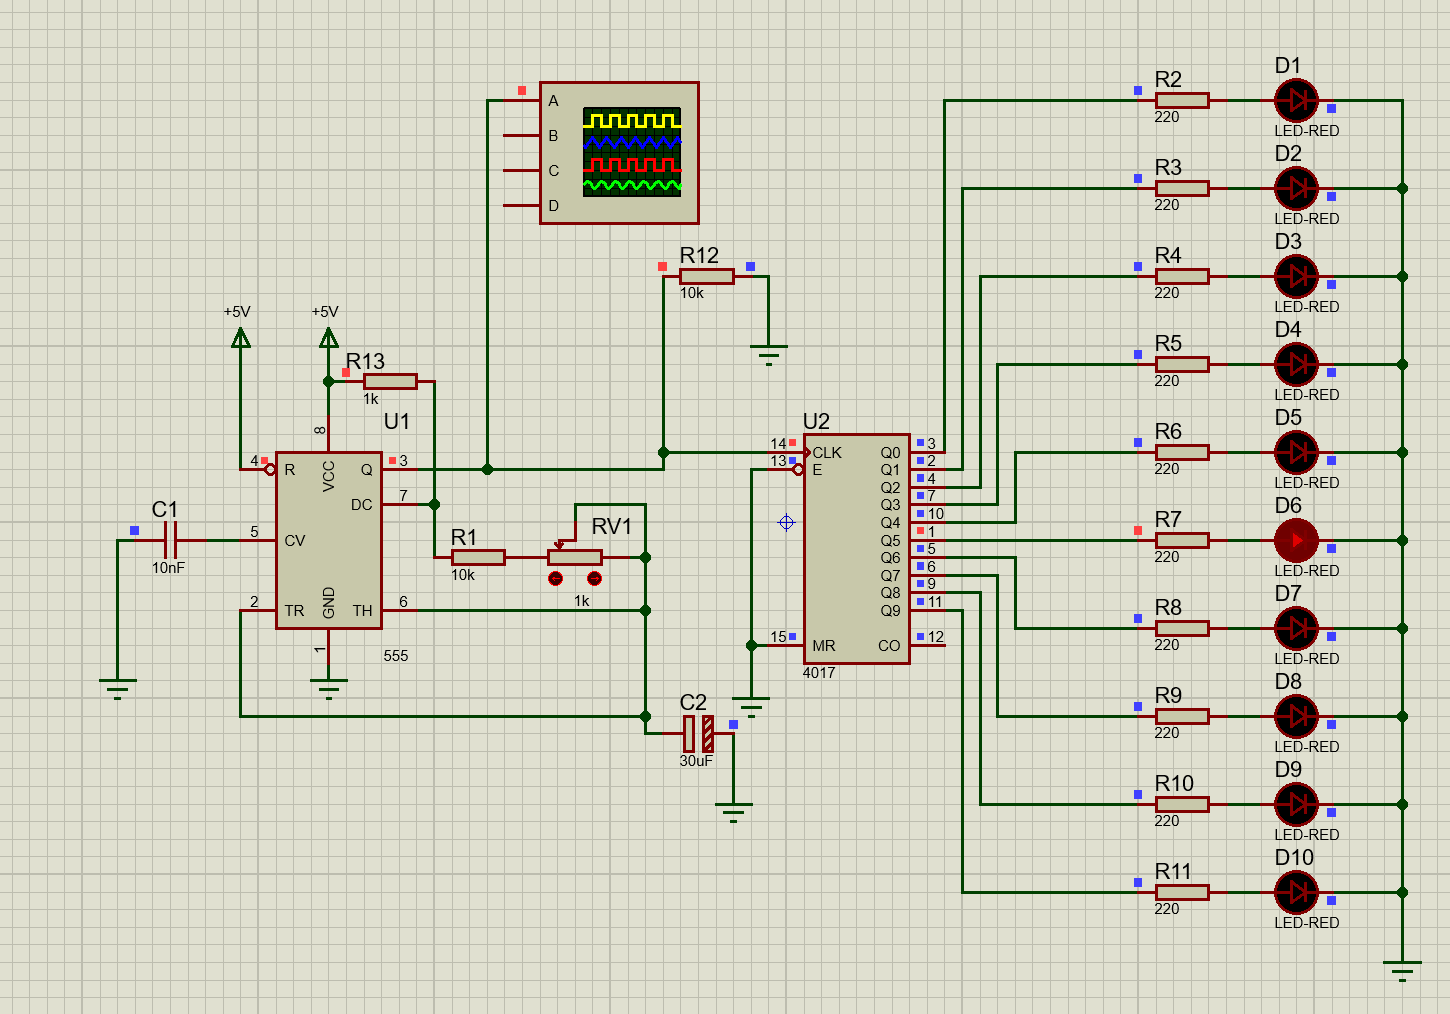 A
B
C
D
R12
10k
+5V
+5V
R13
1k
U1
8
4
R
VCC
Q
3
DC
7
C1
10nF
5
CV
2
TR
GND
TH
6
1
555
R1
10k
RV1
1k
C2
30uF
U2
14
CLK
Q0
3
13
E
Q1
2
Q2
4
Q3
7
Q4
10
Q5
1
Q6
5
Q7
6
Q8
9
Q9
11
15
MR
CO
12
4017
R2
220
D1
LED-RED
R3
220
D2
LED-RED
R4
220
D3
LED-RED
R5
220
D4
LED-RED
R6
220
D5
LED-RED
R7
220
D6
LED-RED
R8
220
D7
LED-RED
R9
220
D8
LED-RED
R10
220
D9
LED-RED
R11
220
D10
LED-RED